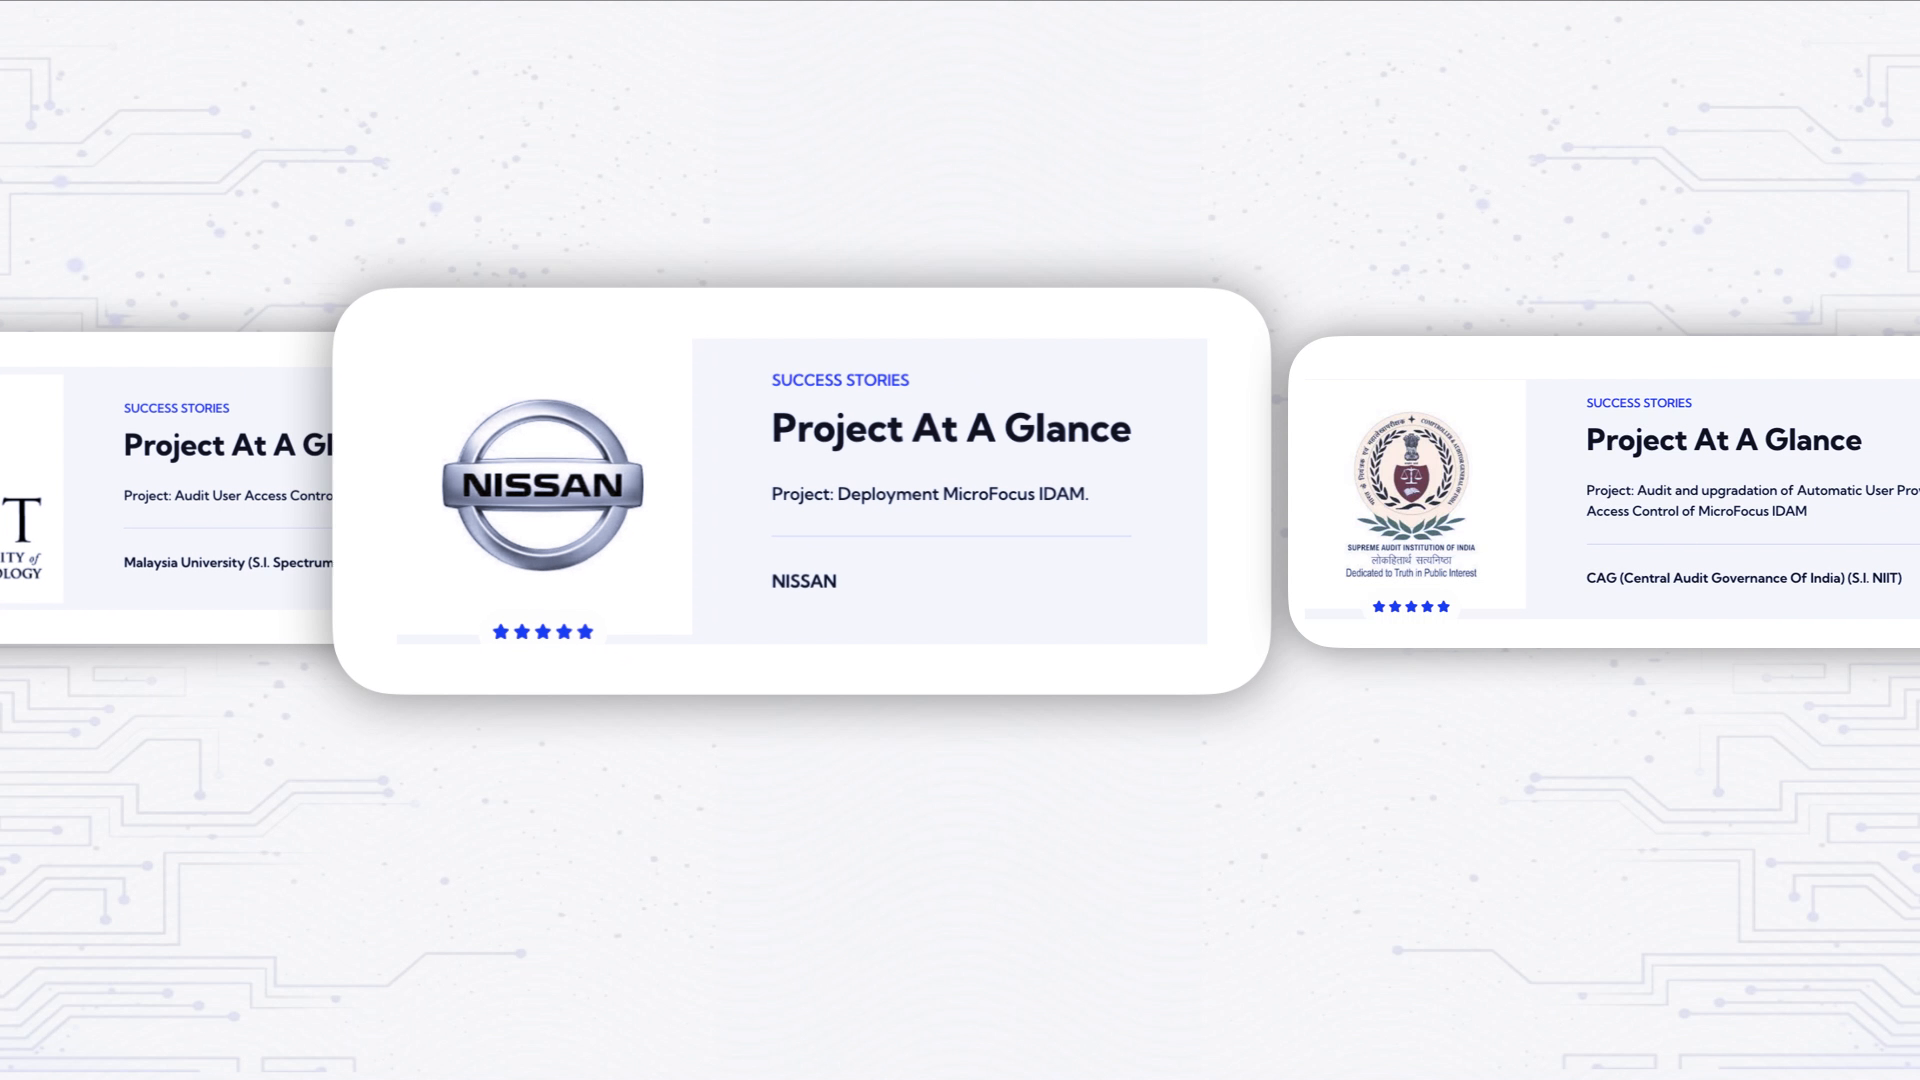 T
ITY of
OLOGY
SUCCESS STORIES
Project At A Gl
Project: Audit User Access Contro
Malaysia University (S.I. Spectrum
NISSAN
SUCCESS STORIES
Project At A Glance
Project: Deployment MicroFocus IDAM.
NISSAN
SUPREME AUDIT INSTITUTION OF INDIA
लोकहितार्थ सत्यनिष्ठा
Dedicated to Truth in Public Interest
SUCCESS STORIES
Project At A Glance
Project: Audit and upgradation of Automatic User Prov
Access Control of MicroFocus IDAM
CAG (Central Audit Governance Of India) (S.I. NIIT)